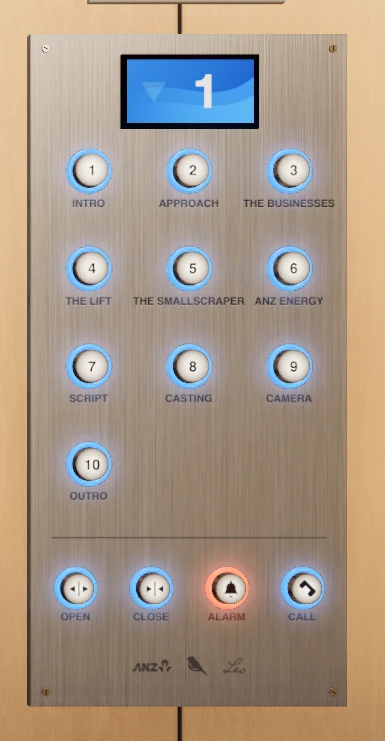 1
1 2 3
INTRO APPROACH THE BUSINESSES
4 5 6
THE LIFT THE SMALLSCRAPER ANZ ENERGY
7 8 9
SCRIPT CASTING CAMERA
10
OUTRO
OPEN CLOSE ALARM CALL
ANZ Leo